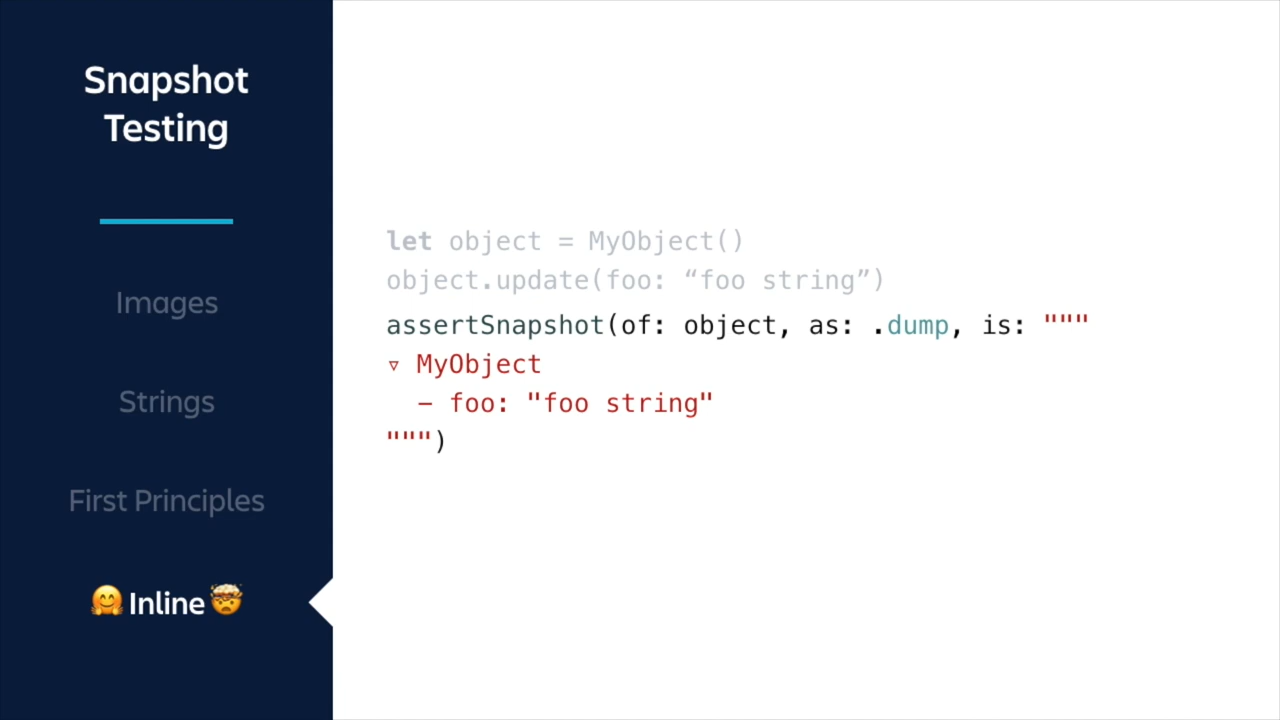 Snapshot
Testing
Images
Strings
First Principles
🤗 Inline 🤯
let object = MyObject()
object.update(foo: “foo string”)
assertSnapshot(of: object, as: .dump, is: """
▿ MyObject
  – foo: "foo string"
""")